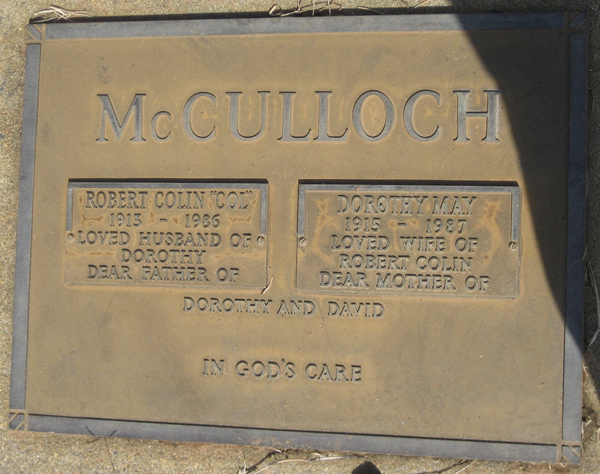 McCULLOCH
ROBERT COLIN "COL"
1913 - 1986
LOVED HUSBAND OF
DOROTHY
DEAR FATHER OF
DOROTHY MAY
1915 - 1987
LOVED WIFE OF
ROBERT COLIN
DEAR MOTHER OF
DOROTHY AND DAVID
IN GOD'S CARE